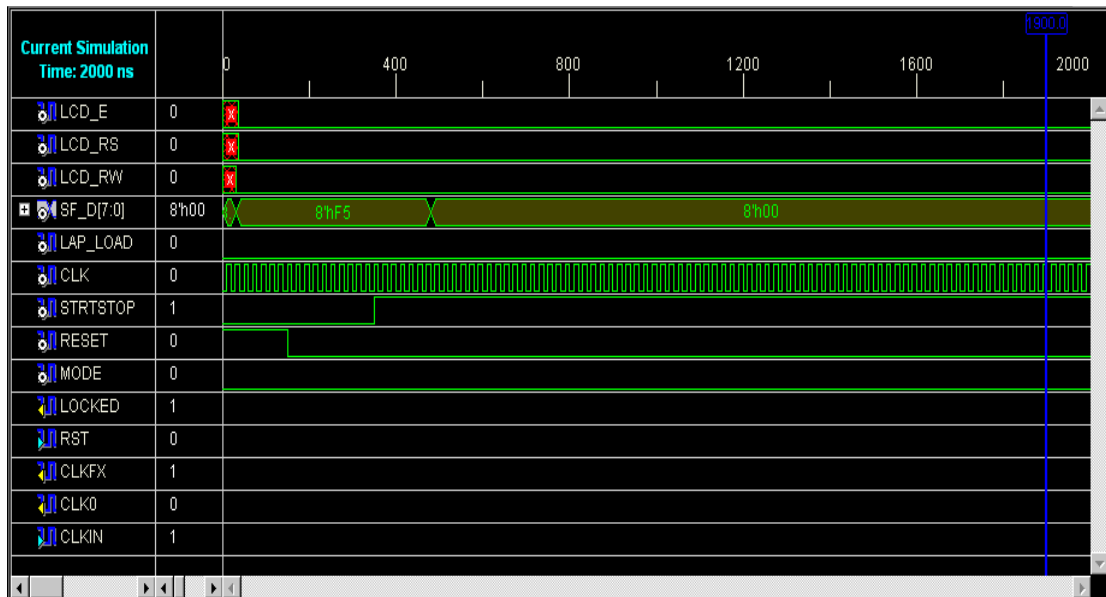 1900.0
Current Simulation
Time: 2000 ns
0 400 800 1200 1600 2000
LCD_E 0 X
LCD_RS 0 X
LCD_RW 0 X
SF_D[7:0] 8'h00 8'hF5 8'h00
LAP_LOAD 0
CLK 0
STRTSTOP 1
RESET 0
MODE 0
LOCKED 1
RST 0
CLKFX 1
CLK0 0
CLKIN 1